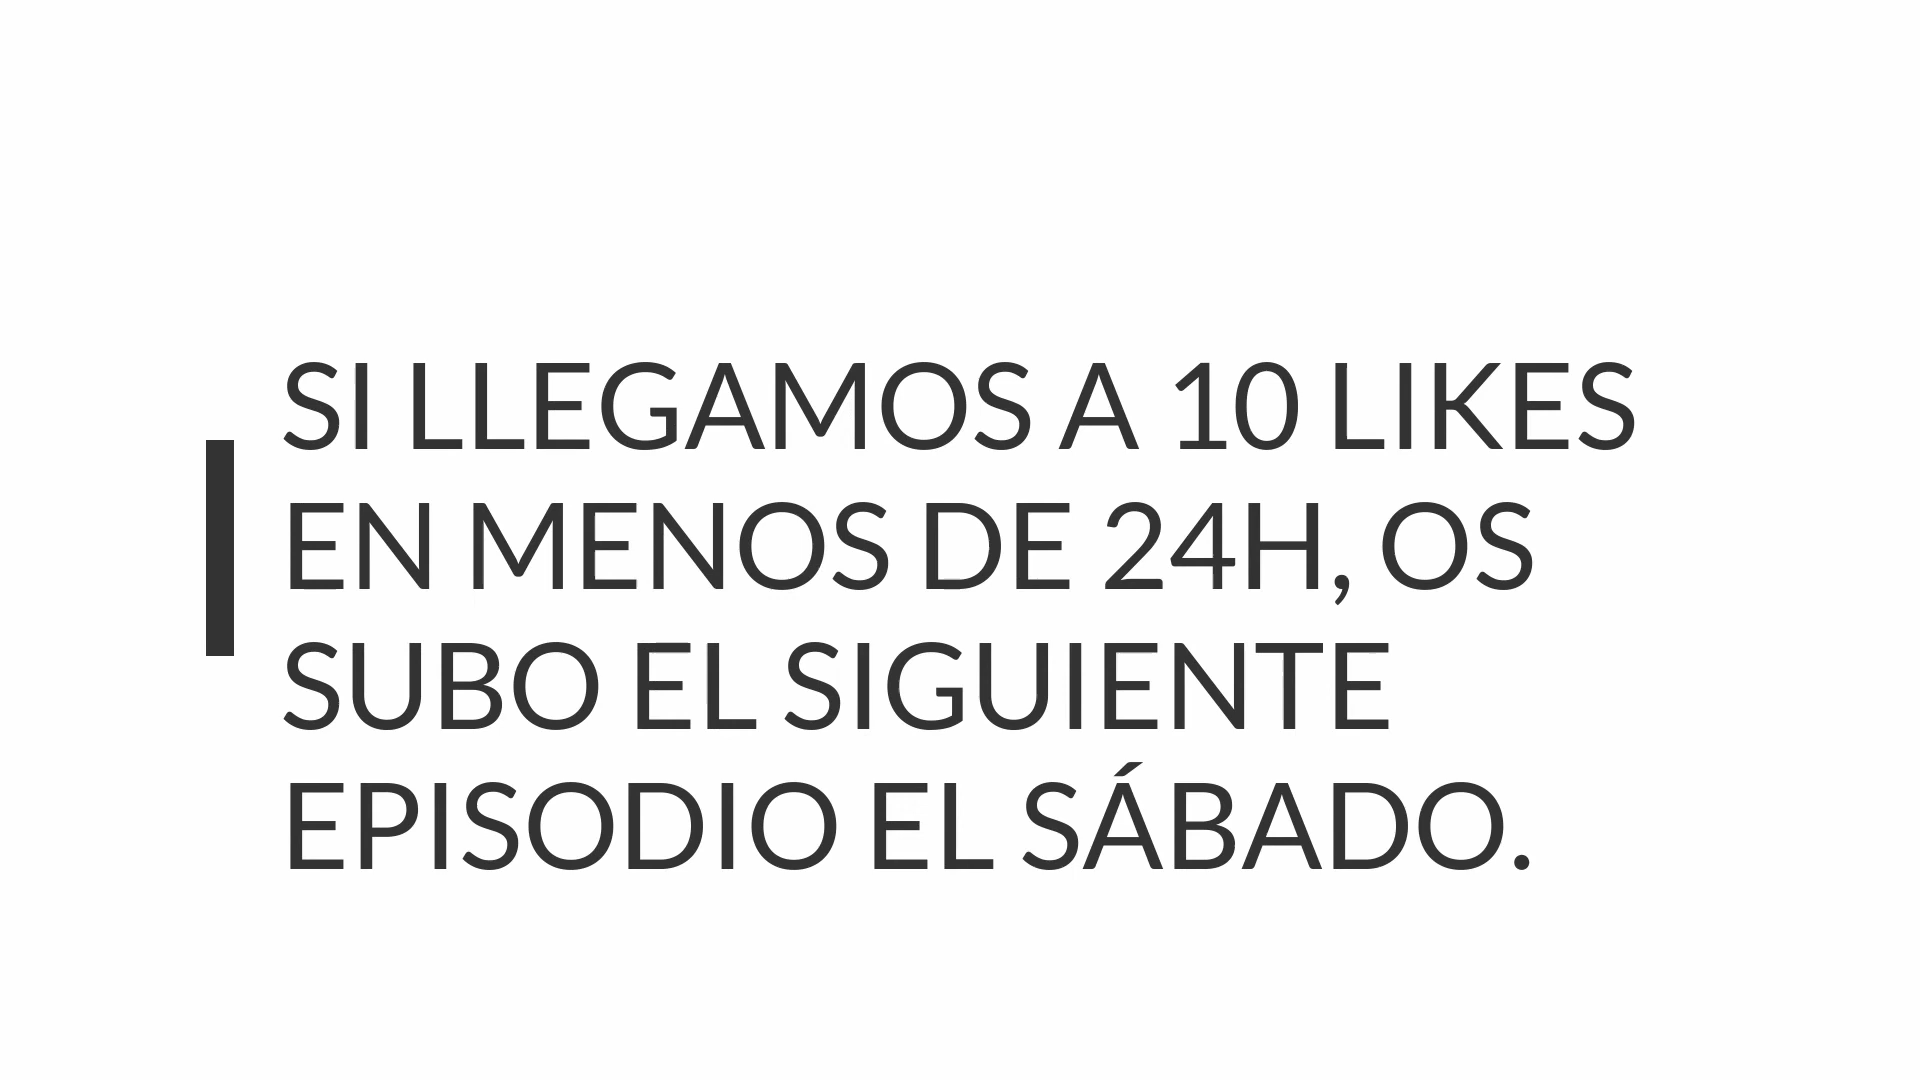 SI LLEGAMOS A 10 LIKES
EN MENOS DE 24H, OS
SUBO EL SIGUIENTE
EPISODIO EL SÁBADO.